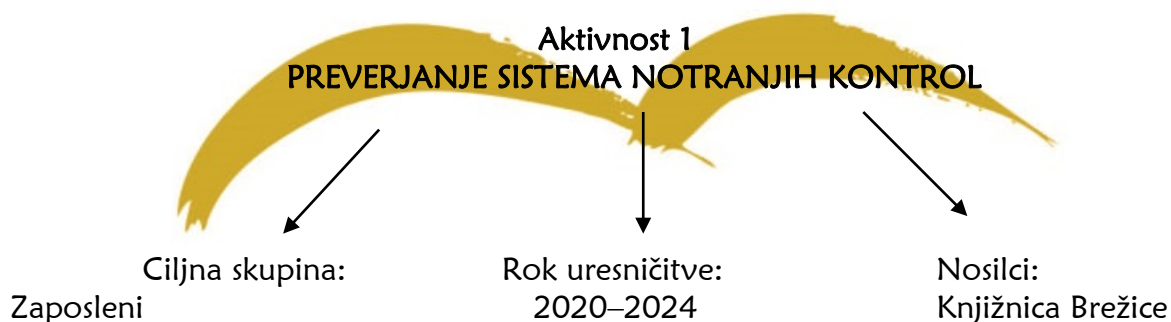 Aktivnost 1
PREVERJANJE SISTEMA NOTRANJIH KONTROL
Ciljna skupina:
Zaposleni
Rok uresničitve:
2020–2024
Nosilci:
Knjižnica Brežice